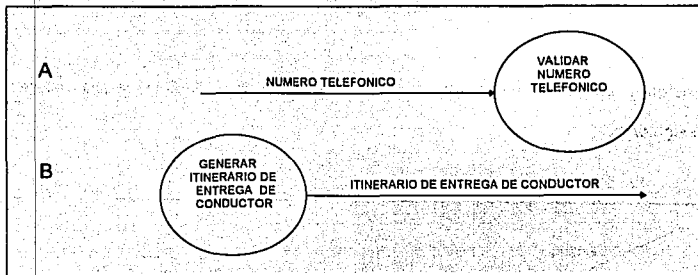 A
NUMERO TELEFONICO
VALIDAR
NUMERO
TELEFONICO
B
GENERAR
ITINERARIO DE
ENTREGA DE
CONDUCTOR
ITINERARIO DE ENTREGA DE CONDUCTOR